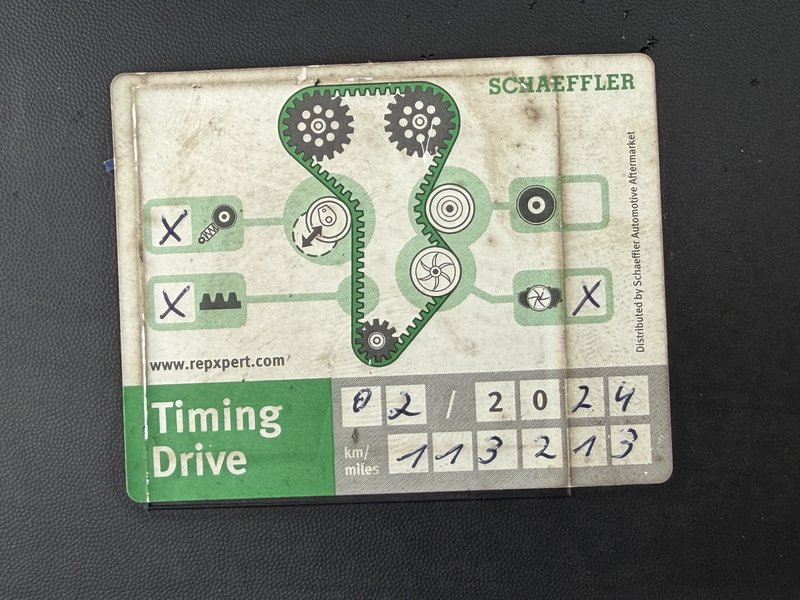 SCHAEFFLER
Distributed by Schaeffler Automotive Aftermarket
X
X
X
www.repxpert.com
Timing
Drive
02 / 2024
km/
miles
113213